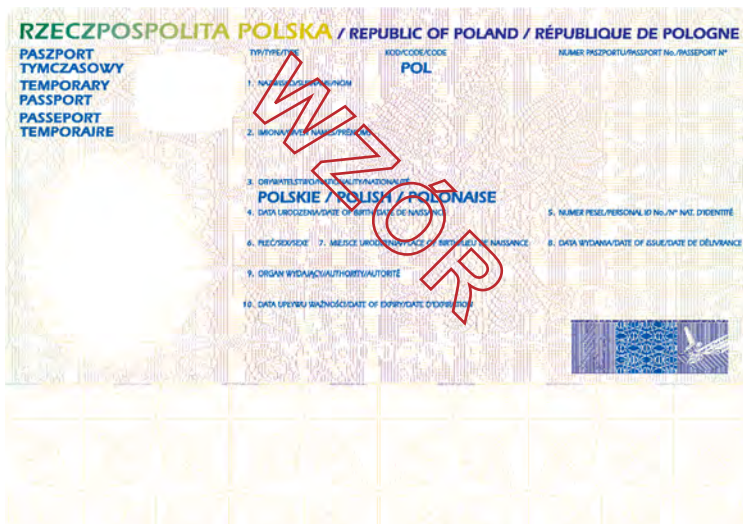 RZECZPOSPOLITA POLSKA / REPUBLIC OF POLAND / RÉPUBLIQUE DE POLOGNE
PASZPORT
TYMCZASOWY
TEMPORARY
PASSPORT
PASSEPORT
TEMPORAIRE
TYP/TYPE/TYPE KOD/CODE/CODE NUMER PASZPORTU/PASSPORT No./PASSEPORT N°
POL
1. NAZWISKO/SURNAME/NOM
2. IMIONA/GIVEN NAMES/PRÉNOMS
3. OBYWATELSTWO/NATIONALITY/NATIONALITÉ
POLSKIE / POLISH / POLONAISE
4. DATA URODZENIA/DATE OF BIRTH/DATE DE NAISSANCE 5. NUMER PESEL/PERSONAL ID No./N° NAT. D'IDENTITÉ
6. PŁEĆ/SEX/SEXE 7. MIEJSCE URODZENIA/PLACE OF BIRTH/LIEU DE NAISSANCE 8. DATA WYDANIA/DATE OF ISSUE/DATE DE DÉLIVRANCE
9. ORGAN WYDAJĄCY/AUTHORITY/AUTORITÉ
10. DATA UPŁYWU WAŻNOŚCI/DATE OF EXPIRY/DATE D'EXPIRATION
WZÓR